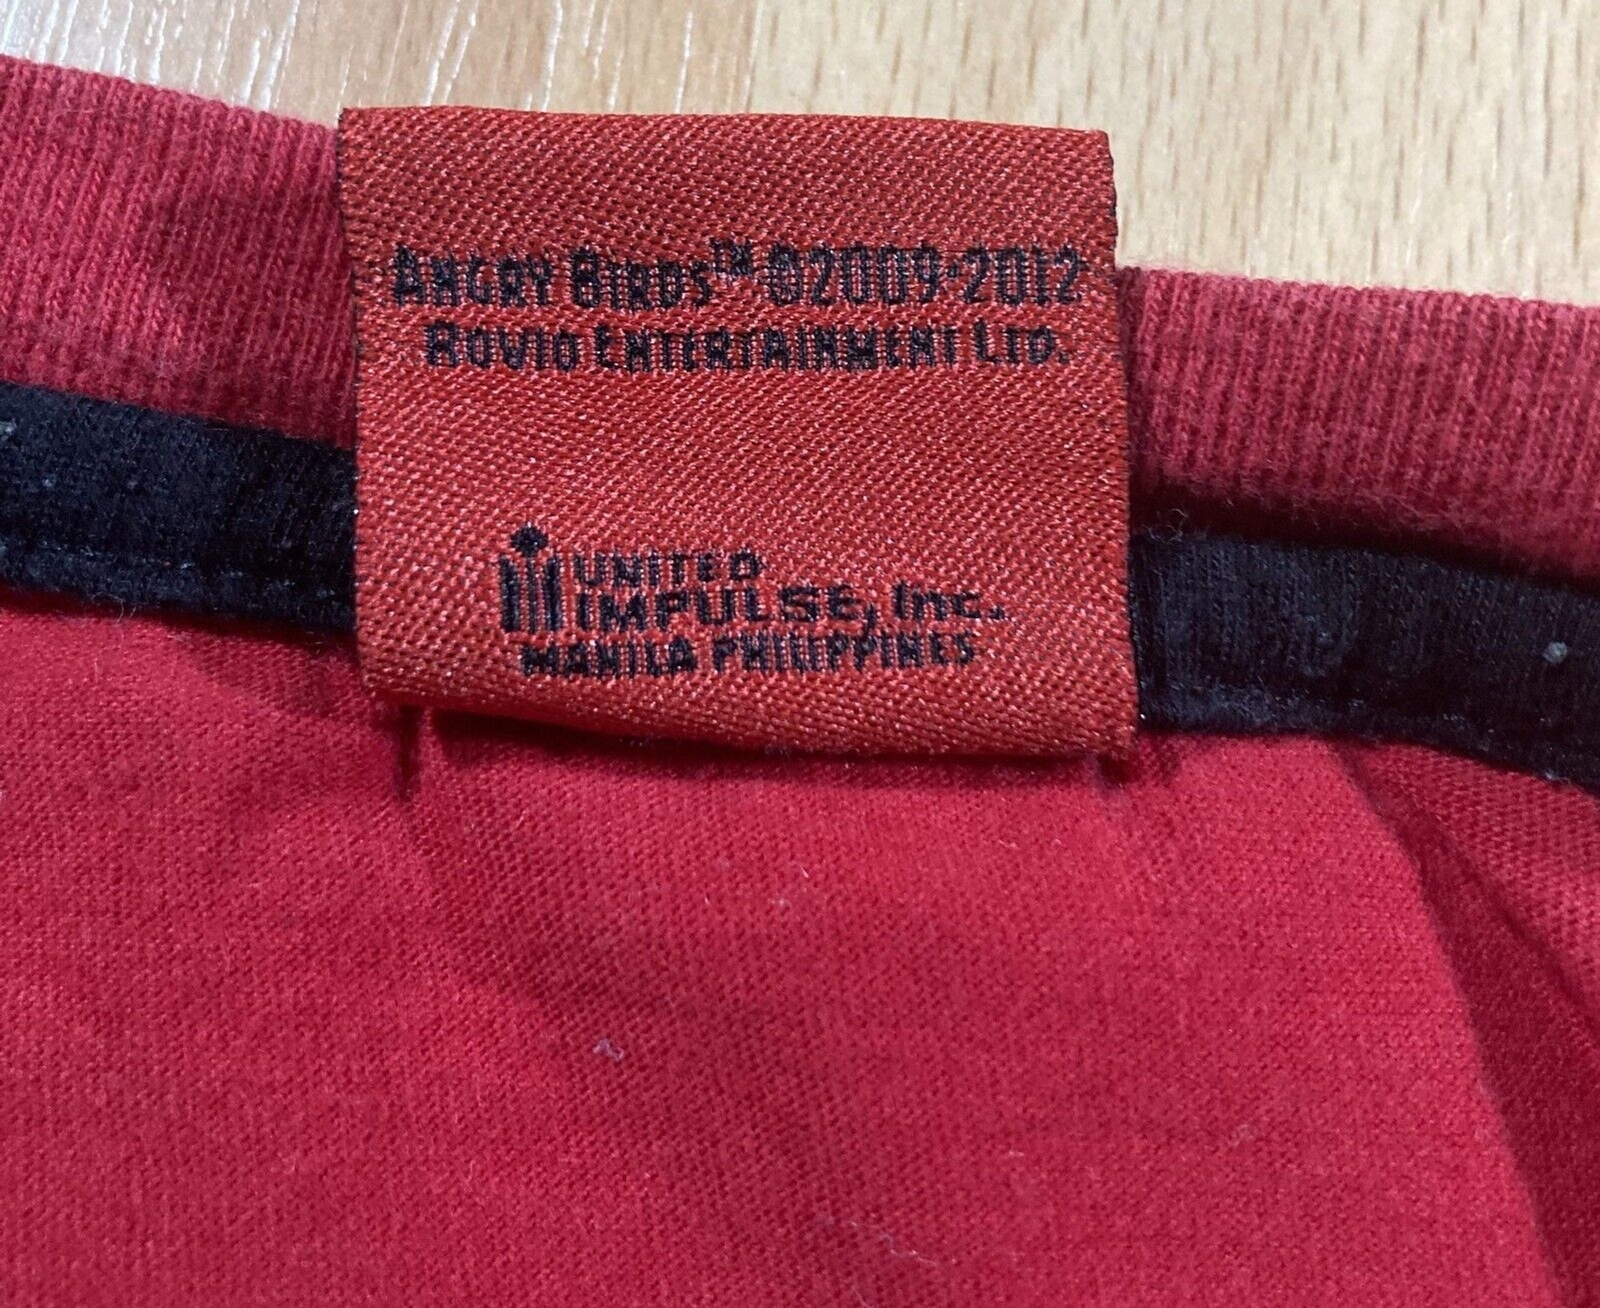 ANGRY BIRDS™ ©2009-2012
ROVIO ENTERTAINMENT LTD.
UNITED
IMPULSE, Inc.
MANILA PHILIPPINES